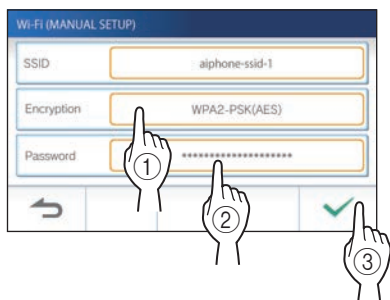 Wi-Fi (MANUAL SETUP)
SSID aiphone-ssid-1
Encryption WPA2-PSK(AES)
Password ********************
1
2
3